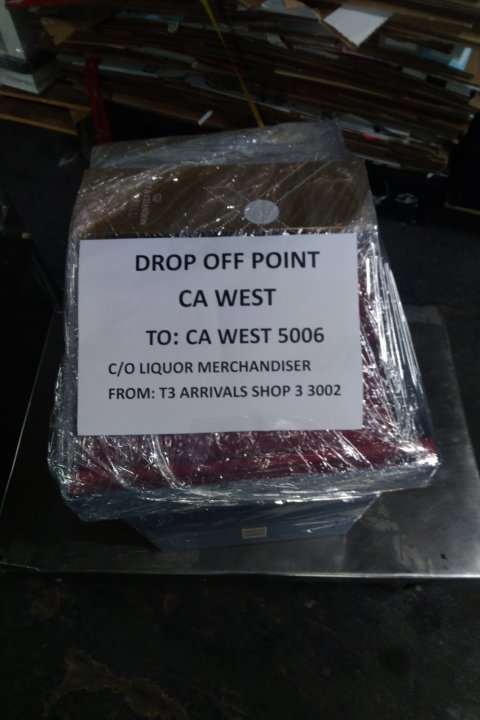 DROP OFF POINT
CA WEST
TO: CA WEST 5006
C/O LIQUOR MERCHANDISER
FROM: T3 ARRIVALS SHOP 3 3002